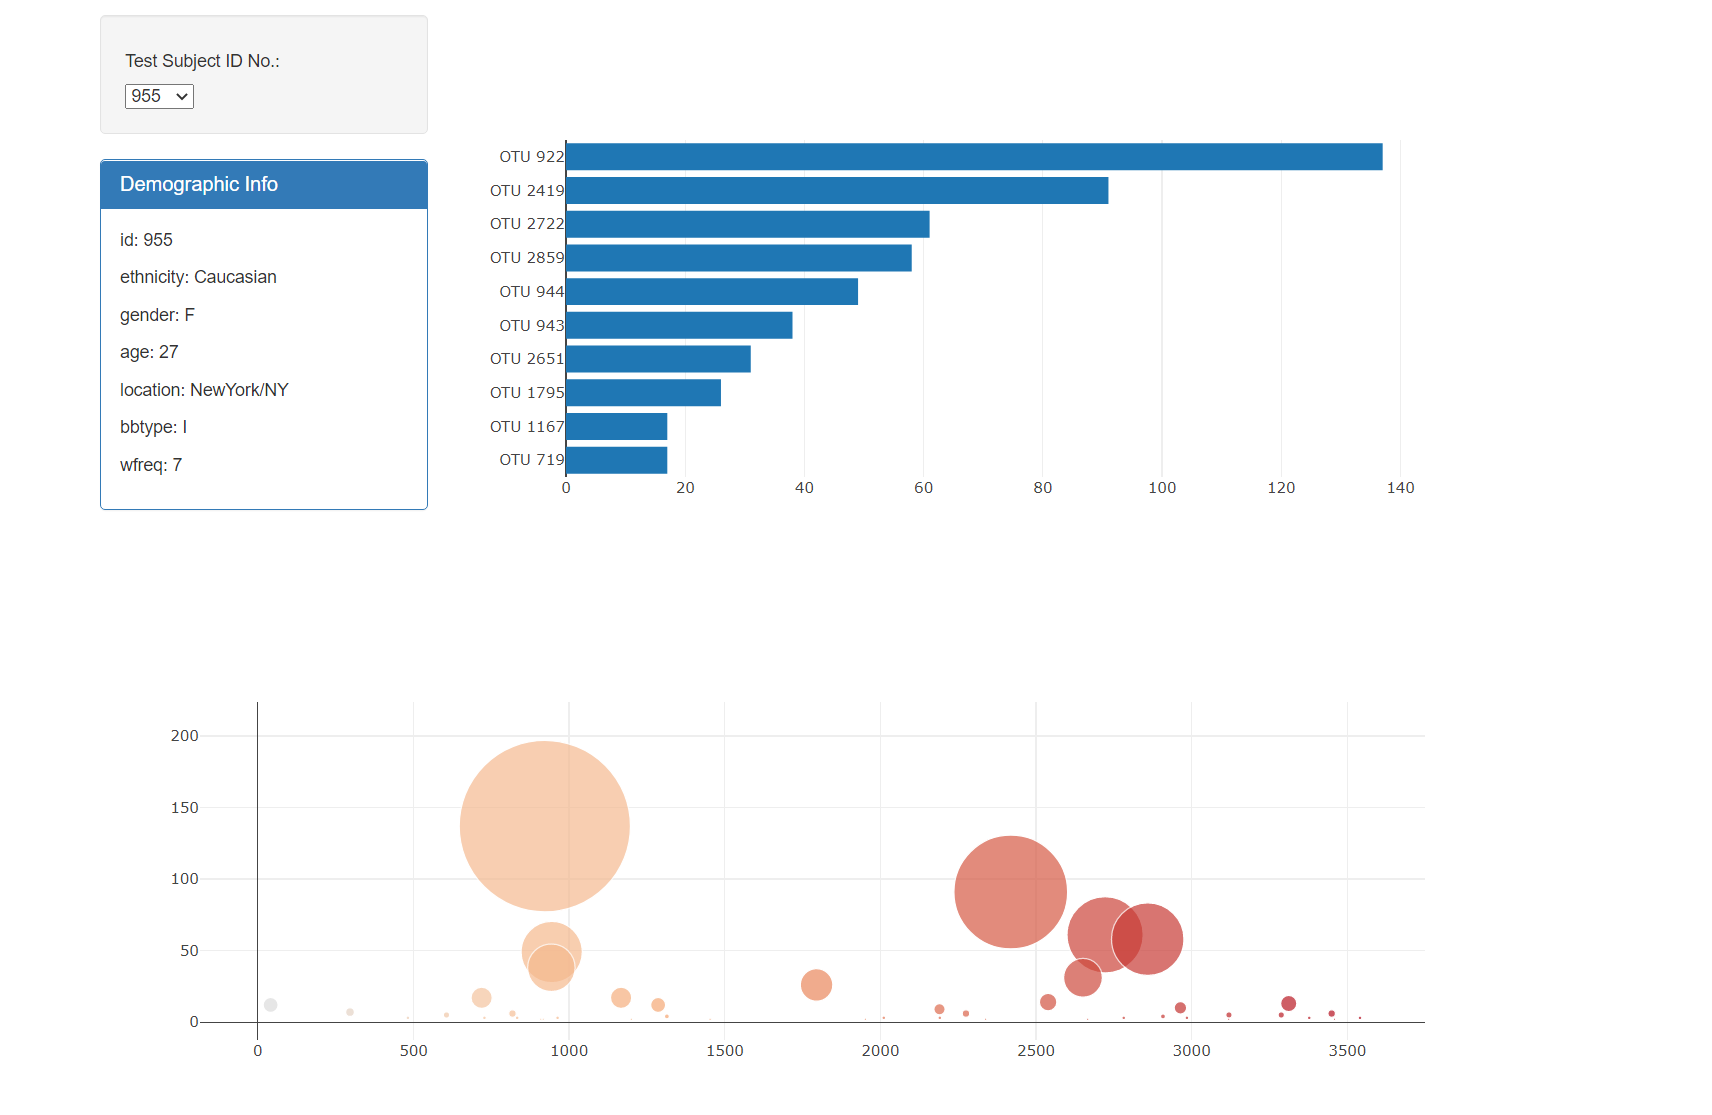 Test Subject ID No.:
955
Demographic Info
id: 955
ethnicity: Caucasian
gender: F
age: 27
location: NewYork/NY
bbtype: I
wfreq: 7
OTU 922
OTU 2419
OTU 2722
OTU 2859
OTU 944
OTU 943
OTU 2651
OTU 1795
OTU 1167
OTU 719
0 20 40 60 80 100 120 140
200
150
100
50
0
0 500 1000 1500 2000 2500 3000 3500